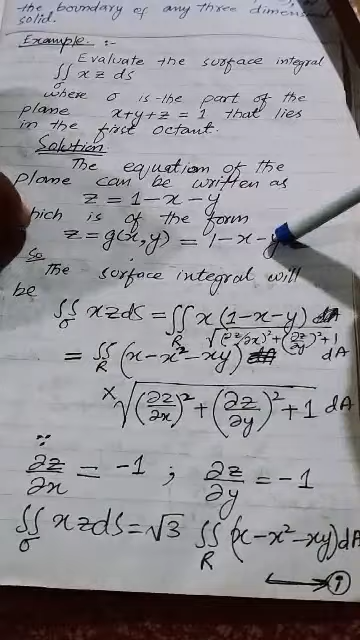 the boundary of any three dimensional
solid.
Example :-
Evaluate the surface integral
∬σ xz ds
where σ is the part of the
plane x+y+z = 1 that lies
in the first octant.
Solution
The equation of the
plane can be written as
z = 1-x-y
which is of the form
z = g(x,y) = 1-x-y
So
The surface integral will
be
∬σ xzds = ∬R x(1-x-y)
√((∂z/∂x)²+(∂z/∂y)²+1 dA
= ∬R (x-x²-xy)
×√((∂z/∂x)²+(∂z/∂y)²+1) dA
∵
∂z/∂x = -1 ; ∂z/∂y = -1
∬σ xzds = √3 ∬R (x-x²-xy)dA
→ (i)